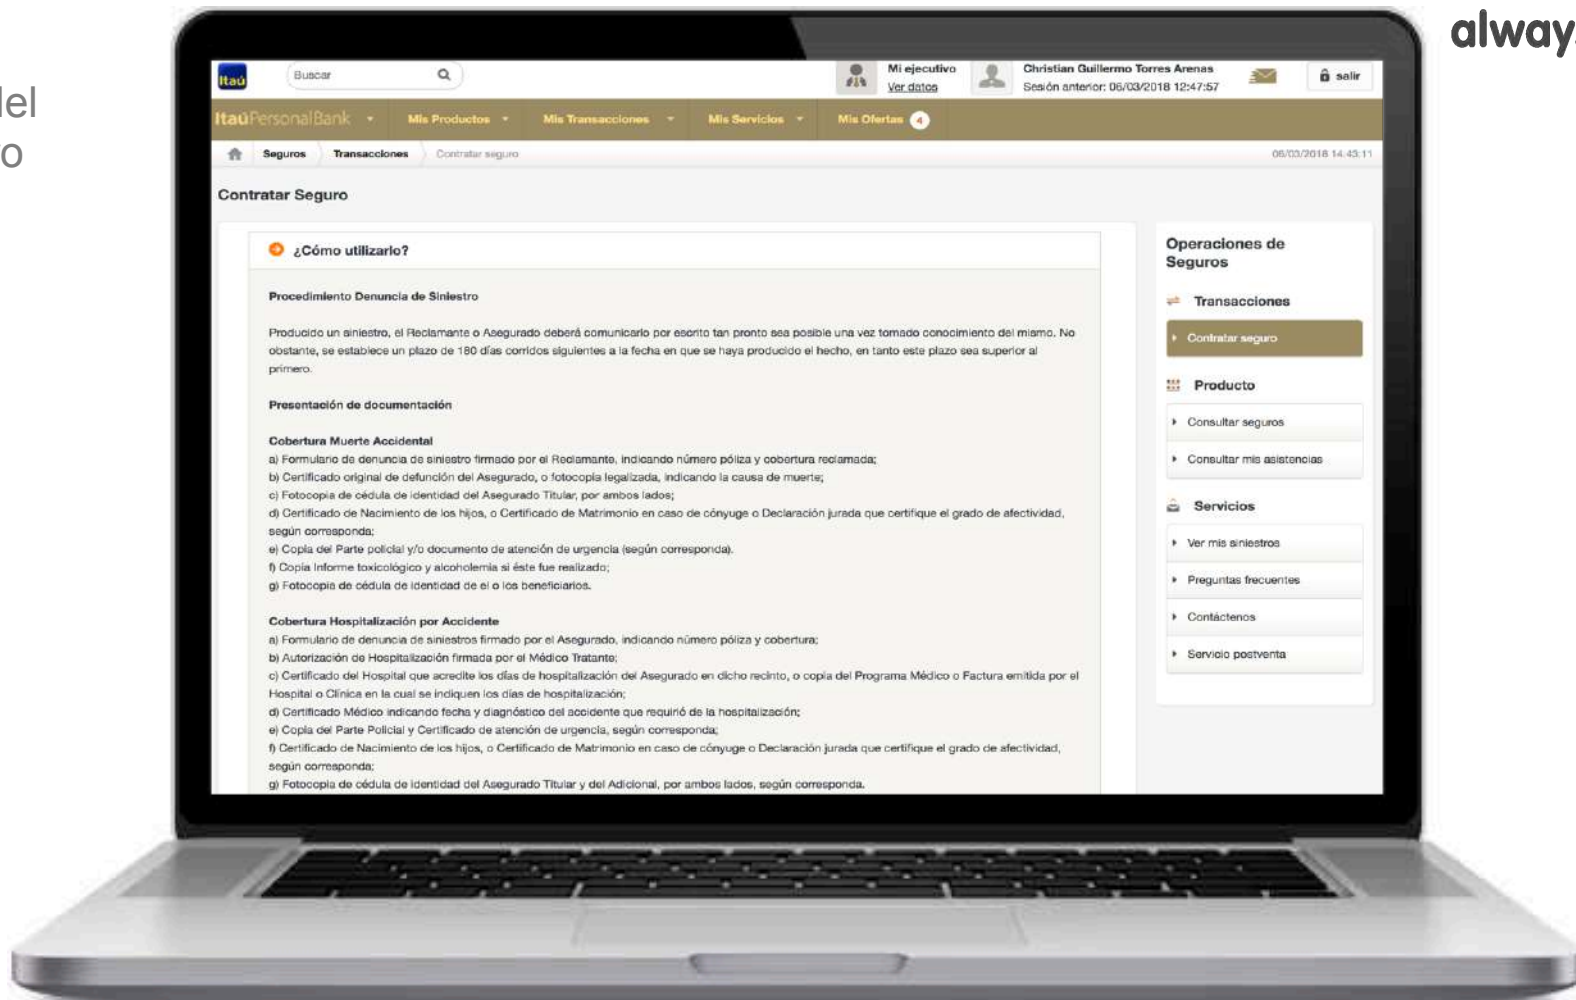 alway
del
o
Itaú
Buscar
Mi ejecutivo
Ver datos
Christian Guillermo Torres Arenas
Sesión anterior: 06/03/2018 12:47:57
salir
Itaú PersonalBank
Mis Productos
Mis Transacciones
Mis Servicios
Mis Ofertas 4
Seguros
Transacciones
Contratar seguro
06/03/2018 14:43:11
Contratar Seguro
¿Cómo utilizarlo?
Procedimiento Denuncia de Siniestro
Producido un siniestro, el Reclamante o Asegurado deberá comunicarlo por escrito tan pronto sea posible una vez tomado conocimiento del mismo. No
obstante, se establece un plazo de 180 días corridos siguientes a la fecha en que se haya producido el hecho, en tanto este plazo sea superior al
primero.
Presentación de documentación
Cobertura Muerte Accidental
a) Formulario de denuncia de siniestro firmado por el Reclamante, indicando número póliza y cobertura reclamada;
b) Certificado original de defunción del Asegurado, o fotocopia legalizada, indicando la causa de muerte;
c) Fotocopia de cédula de identidad del Asegurado Titular, por ambos lados;
d) Certificado de Nacimiento de los hijos, o Certificado de Matrimonio en caso de cónyuge o Declaración jurada que certifique el grado de afectividad,
según corresponda;
e) Copia del Parte policial y/o documento de atención de urgencia (según corresponda).
f) Copia Informe toxicológico y alcoholemia si éste fue realizado;
g) Fotocopia de cédula de identidad de el o los beneficiarios.
Cobertura Hospitalización por Accidente
a) Formulario de denuncia de siniestros firmado por el Asegurado, indicando número póliza y cobertura;
b) Autorización de Hospitalización firmada por el Médico Tratante;
c) Certificado del Hospital que acredite los días de hospitalización del Asegurado en dicho recinto, o copia del Programa Médico o Factura emitida por el
Hospital o Clínica en la cual se indiquen los días de hospitalización;
d) Certificado Médico indicando fecha y diagnóstico del accidente que requirió de la hospitalización;
e) Copia del Parte Policial y Certificado de atención de urgencia, según corresponda;
f) Certificado de Nacimiento de los hijos, o Certificado de Matrimonio en caso de cónyuge o Declaración jurada que certifique el grado de afectividad,
según corresponda;
g) Fotocopia de cédula de identidad del Asegurado Titular y del Adicional, por ambos lados, según corresponda.
Operaciones de
Seguros
Transacciones
Contratar seguro
Producto
Consultar seguros
Consultar mis asistencias
Servicios
Ver mis siniestros
Preguntas frecuentes
Contáctenos
Servicio postventa